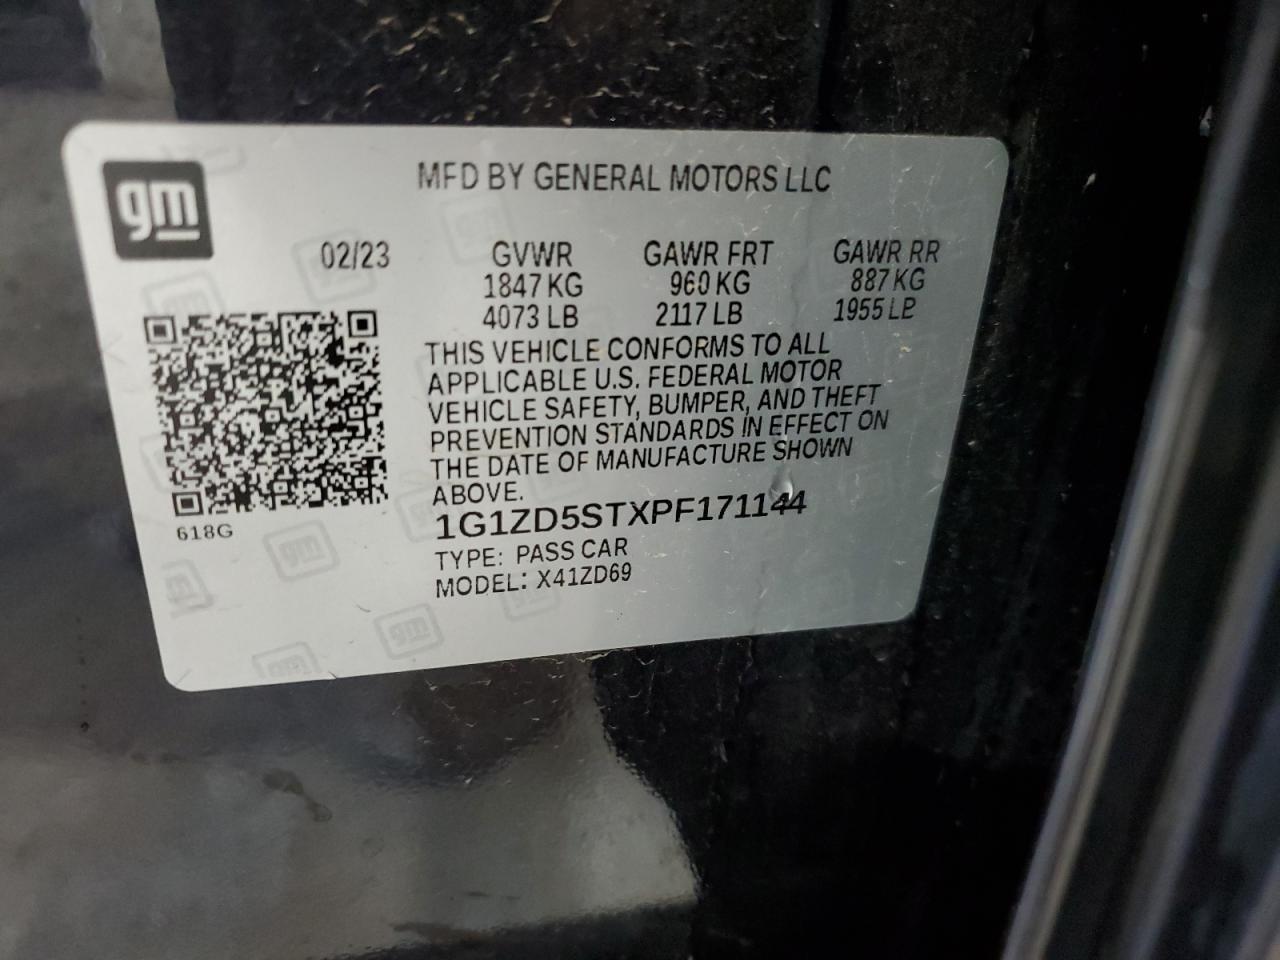 gm
MFD BY GENERAL MOTORS LLC
02/23 GVWR GAWR FRT GAWR RR
1847 KG 960 KG 887 KG
4073 LB 2117 LB 1955 LB
THIS VEHICLE CONFORMS TO ALL
APPLICABLE U.S. FEDERAL MOTOR
VEHICLE SAFETY, BUMPER, AND THEFT
PREVENTION STANDARDS IN EFFECT ON
THE DATE OF MANUFACTURE SHOWN
ABOVE.
618G
1G1ZD5STXPF171144
TYPE: PASS CAR
MODEL: X41ZD69